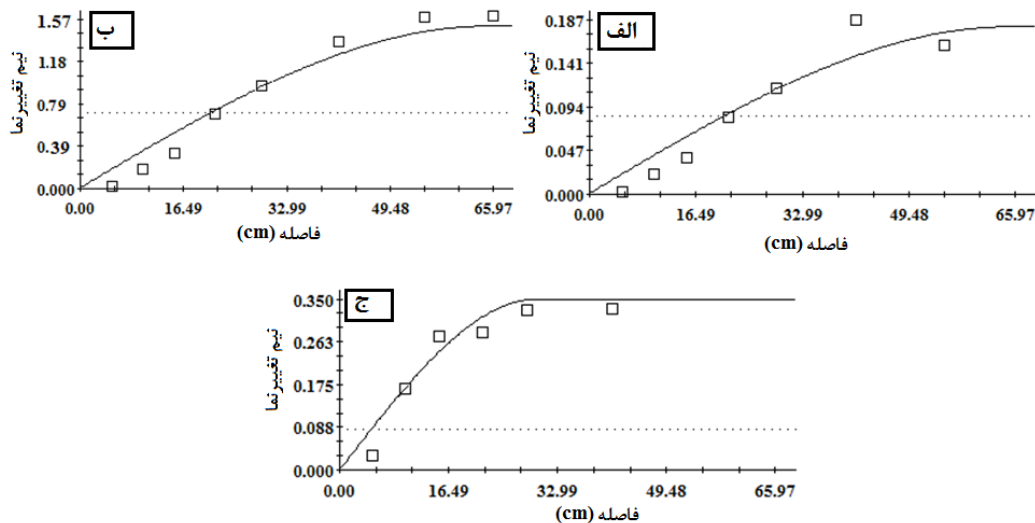 ب
نیم تغییرنما
1.57
1.18
0.79
0.39
0.000
0.00 16.49 32.99 49.48 65.97
فاصله (cm)
الف
نیم تغییرنما
0.187
0.141
0.094
0.047
0.000
0.00 16.49 32.99 49.48 65.97
فاصله (cm)
ج
نیم تغییرنما
0.350
0.263
0.175
0.088
0.000
0.00 16.49 32.99 49.48 65.97
فاصله (cm)